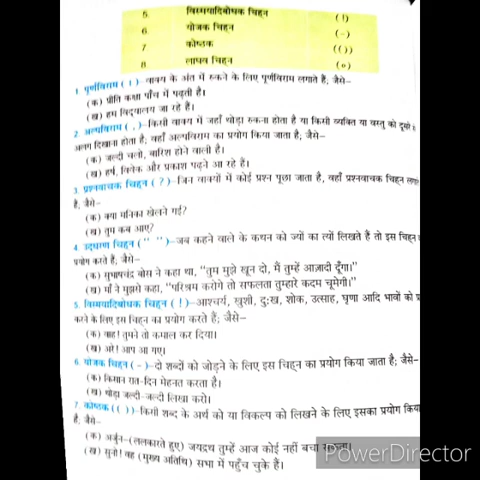 5 विस्मयादिबोधक चिह्न (!)
6 योजक चिह्न (-)
7 कोष्ठक (())
8 लाघव चिह्न (०)
1. पूर्णविराम (।)–वाक्य के अंत में रुकने के लिए पूर्णविराम लगाते हैं; जैसे–
(क) प्रीति कक्षा पाँच में पढ़ती है।
(ख) हम विद्यालय जा रहे हैं।
2. अल्पविराम (,)–किसी वाक्य में जहाँ थोड़ा रुकना होता है या किसी व्यक्ति या वस्तु को दूसरे से
अलग दिखाना होता है; वहाँ अल्पविराम का प्रयोग किया जाता है; जैसे–
(क) जल्दी चलो, बारिश होने वाली है।
(ख) हर्ष, विवेक और प्रकाश पढ़ने आ रहे हैं।
3. प्रश्नवाचक चिह्न (?)–जिन वाक्यों में कोई प्रश्न पूछा जाता है, वहाँ प्रश्नवाचक चिह्न लगाते
हैं; जैसे–
(क) क्या मनिका खेलने गई?
(ख) तुम कब आए?
4. उद्धरण चिह्न (" ")–जब कहने वाले के कथन को ज्यों का त्यों लिखते हैं तो इस चिह्न
प्रयोग करते हैं; जैसे–
(क) सुभाषचंद्र बोस ने कहा था, "तुम मुझे खून दो, मैं तुम्हें आज़ादी दूँगा।"
(ख) माँ ने मुझसे कहा, "परिश्रम करोगे तो सफलता तुम्हारे कदम चूमेगी।"
5. विस्मयादिबोधक चिह्न (!)–आश्चर्य, खुशी, दुःख, शोक, उत्साह, घृणा आदि भावों को
करने के लिए इस चिह्न का प्रयोग करते हैं; जैसे–
(क) वाह! तुमने तो कमाल कर दिया।
(ख) अरे! आप आ गए।
6. योजक चिह्न (-)–दो शब्दों को जोड़ने के लिए इस चिह्न का प्रयोग किया जाता है; जैसे–
(क) किसान रात-दिन मेहनत करता है।
(ख) थोड़ा जल्दी-जल्दी लिखा करो।
7. कोष्ठक (())–किसी शब्द के अर्थ को या विकल्प को लिखने के लिए इसका प्रयोग किया
है; जैसे–
(क) अर्जुन–(ललकारते हुए) जयद्रथ तुम्हें आज कोई नहीं बचा
(ख) सुनो! वह (मुख्य अतिथि) सभा में पहुँच चुके हैं।
PowerDirector